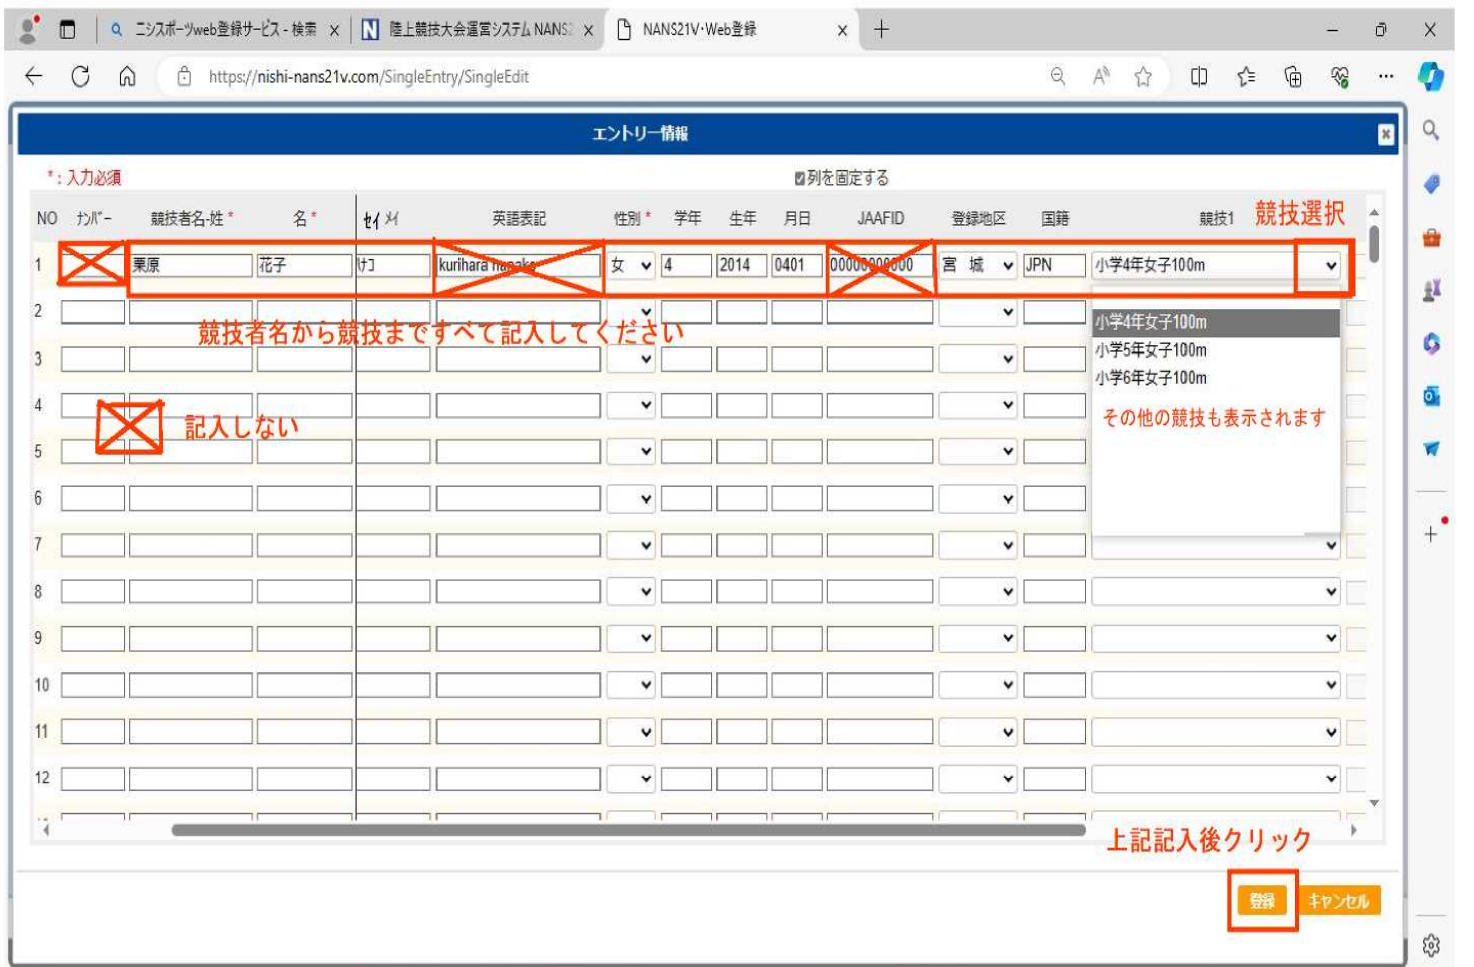 ニシスポーツweb登録サービス - 検索
陸上競技大会運営システム NANS
NANS21V･Web登録
https://nishi-nans21v.com/SingleEntry/SingleEdit
エントリー情報
*：入力必須
列を固定する
NO ﾅﾝﾊﾞｰ 競技者名-姓* 名* ｾｲ ﾒｲ 英語表記 性別* 学年 生年 月日 JAAFID 登録地区 国籍 競技1 競技選択
1 栗原 花子 ﾅｺ kurihara hanako 女 4 2014 0401 00000000000 宮 城 JPN 小学4年女子100m
2
競技者名から競技まですべて記入してください
小学4年女子100m
3
小学5年女子100m
小学6年女子100m
4
記入しない
その他の競技も表示されます
5
6
7
8
9
10
11
12
上記記入後クリック
登録 キャンセル